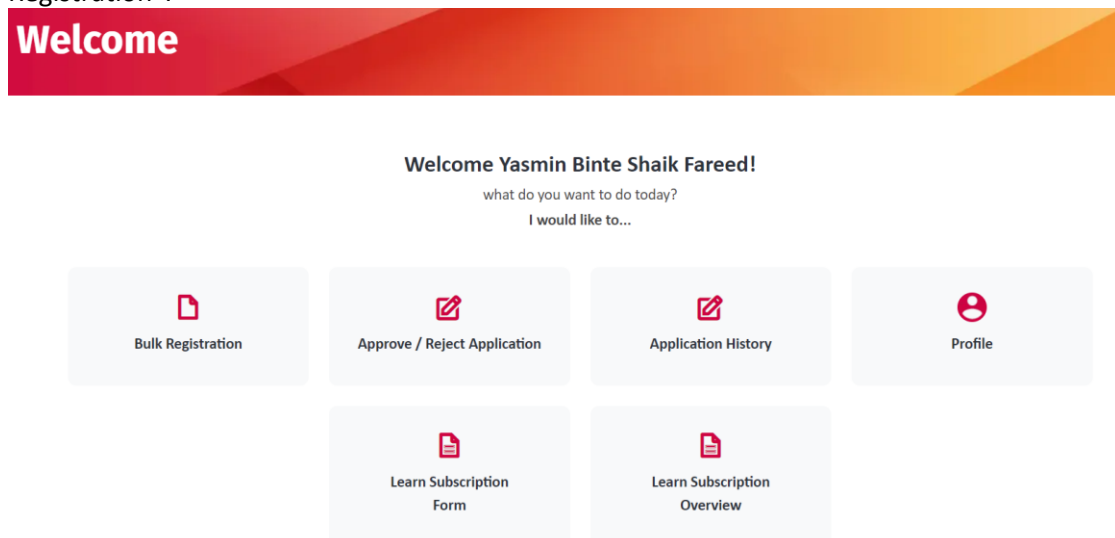 Registration".
Welcome
Welcome Yasmin Binte Shaik Fareed!
what do you want to do today?
I would like to...
Bulk Registration
Approve / Reject Application
Application History
Profile
Learn Subscription
Form
Learn Subscription
Overview